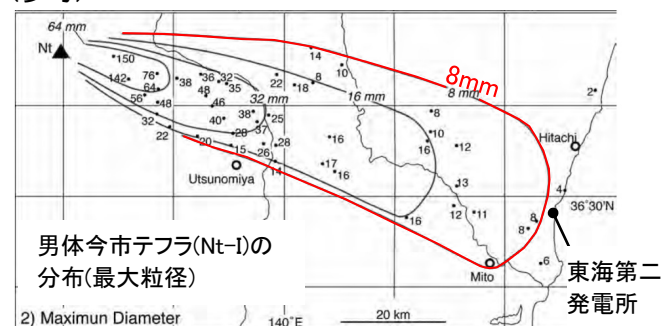 64 mm
Nt
150
142
76
64
56
48
38
36
32
48
35
46
40
38
37
25
32
22
20
28
15
26
28
14
22
18
8
14
10
32 mm
16 mm
8mm
8 mm
2
8
10
16
12
Hitachi
16
17
16
13
4
12
11
16
8
8
6
36°30'N
Utsunomiya
Mito
男体今市テフラ(Nt-I)の
分布(最大粒径)
東海第二
発電所
2) Maximun Diameter
140°E
20 km